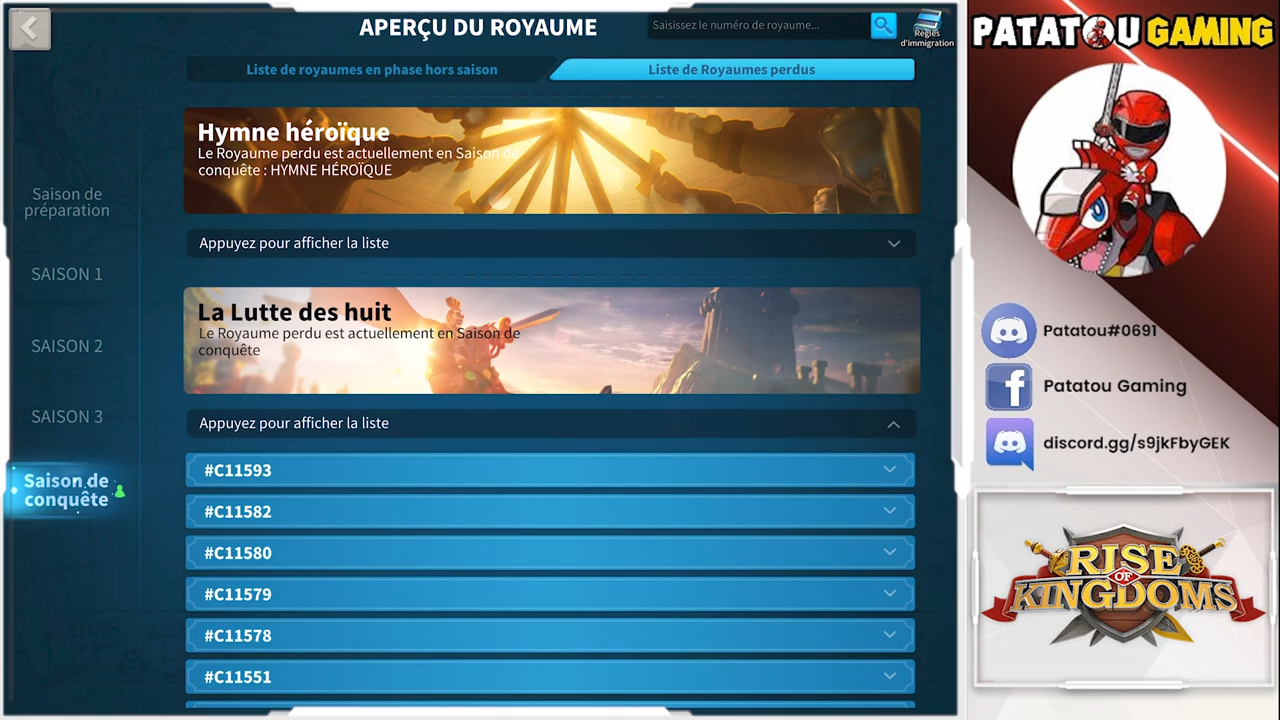 APERÇU DU ROYAUME
Saisissez le numéro de royaume...
Règles
d'immigration
Liste de royaumes en phase hors saison
Liste de Royaumes perdus
Saison de
préparation
SAISON 1
SAISON 2
SAISON 3
Saison de
conquête
Hymne héroïque
Le Royaume perdu est actuellement en Saison de
conquête : HYMNE HÉROÏQUE
Appuyez pour afficher la liste
La Lutte des huit
Le Royaume perdu est actuellement en Saison de
conquête
Appuyez pour afficher la liste
#C11593
#C11582
#C11580
#C11579
#C11578
#C11551
PATATOU GAMING
Patatou#0691
Patatou Gaming
discord.gg/s9jkFbyGEK
RISE
OF
KINGDOMS